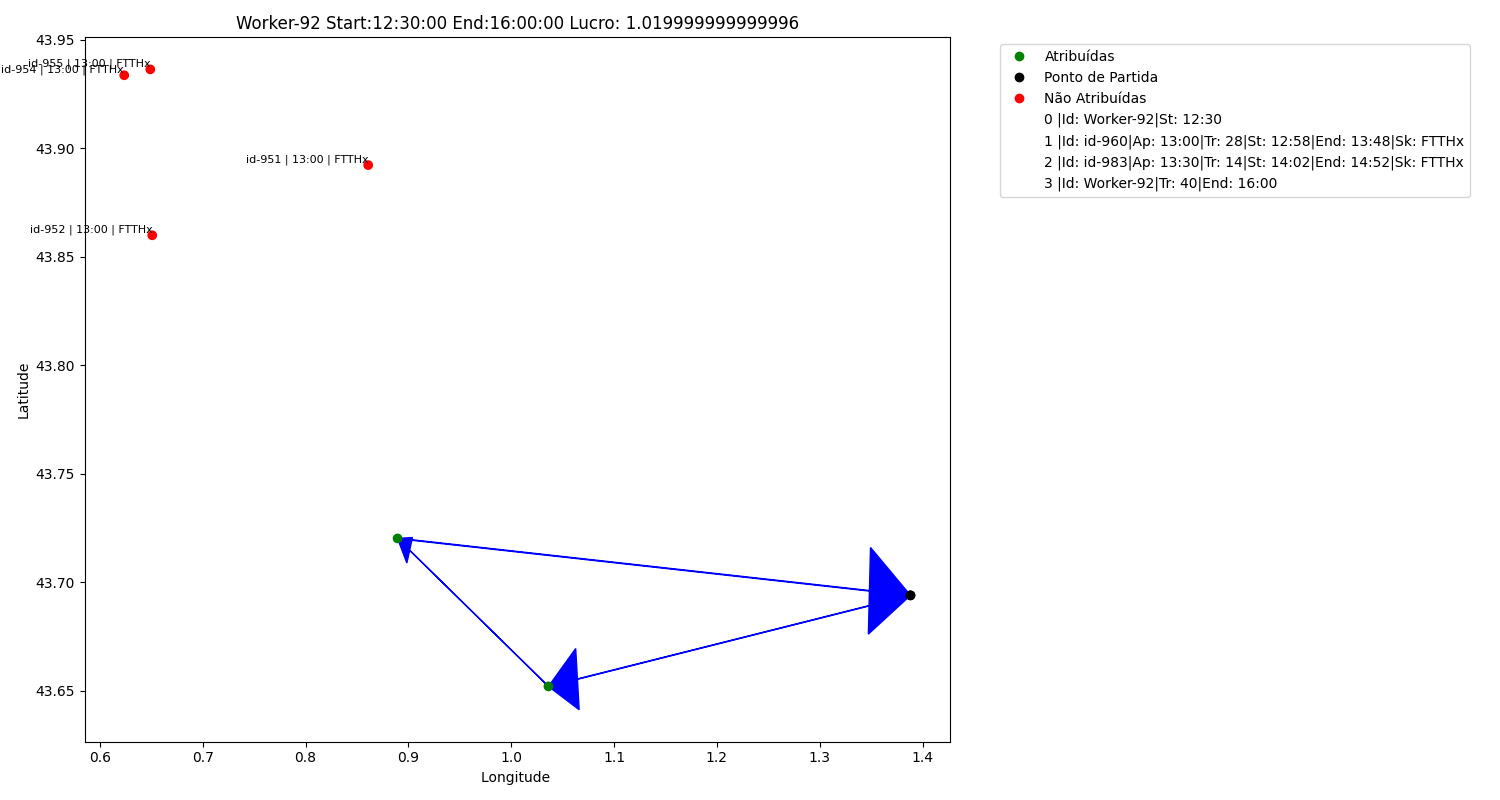 Worker-92 Start:12:30:00 End:16:00:00 Lucro: 1.019999999999996
43.95
43.90
43.85
43.80
43.75
43.70
43.65
Latitude
id-955 | 13:00 | FTTHx
id-954 | 13:00 | FTTHx
id-951 | 13:00 | FTTHx
id-952 | 13:00 | FTTHx
0.6
0.7
0.8
0.9
1.0
1.1
1.2
1.3
1.4
Longitude
Atribuídas
Ponto de Partida
Não Atribuídas
0 |Id: Worker-92|St: 12:30
1 |Id: id-960|Ap: 13:00|Tr: 28|St: 12:58|End: 13:48|Sk: FTTHx
2 |Id: id-983|Ap: 13:30|Tr: 14|St: 14:02|End: 14:52|Sk: FTTHx
3 |Id: Worker-92|Tr: 40|End: 16:00